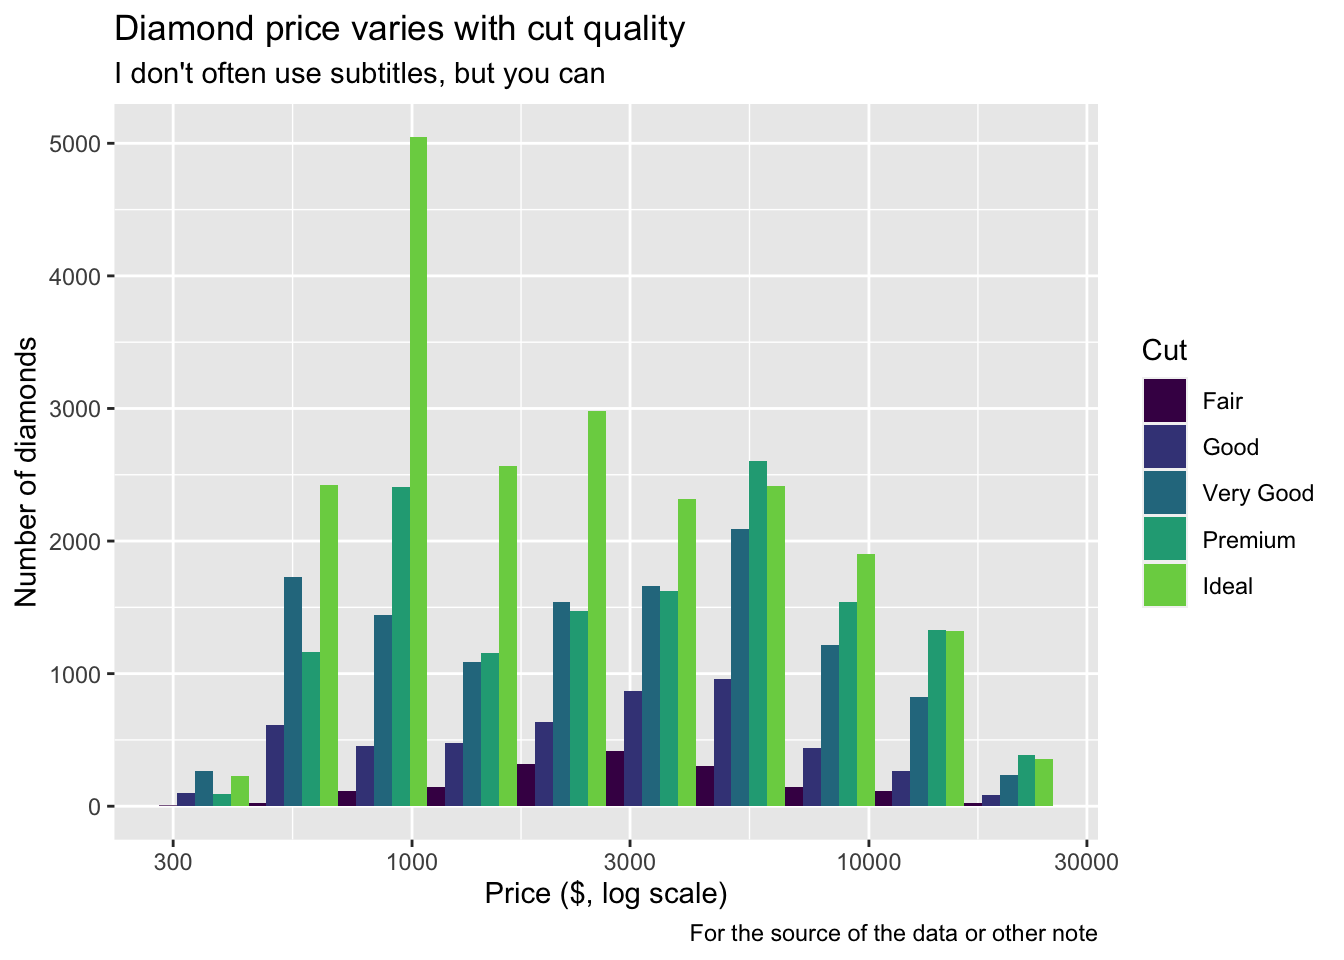 Diamond price varies with cut quality
I don't often use subtitles, but you can
Number of diamonds
5000
4000
3000
2000
1000
0
300
1000
3000
10000
30000
Price ($, log scale)
Cut
Fair
Good
Very Good
Premium
Ideal
For the source of the data or other note